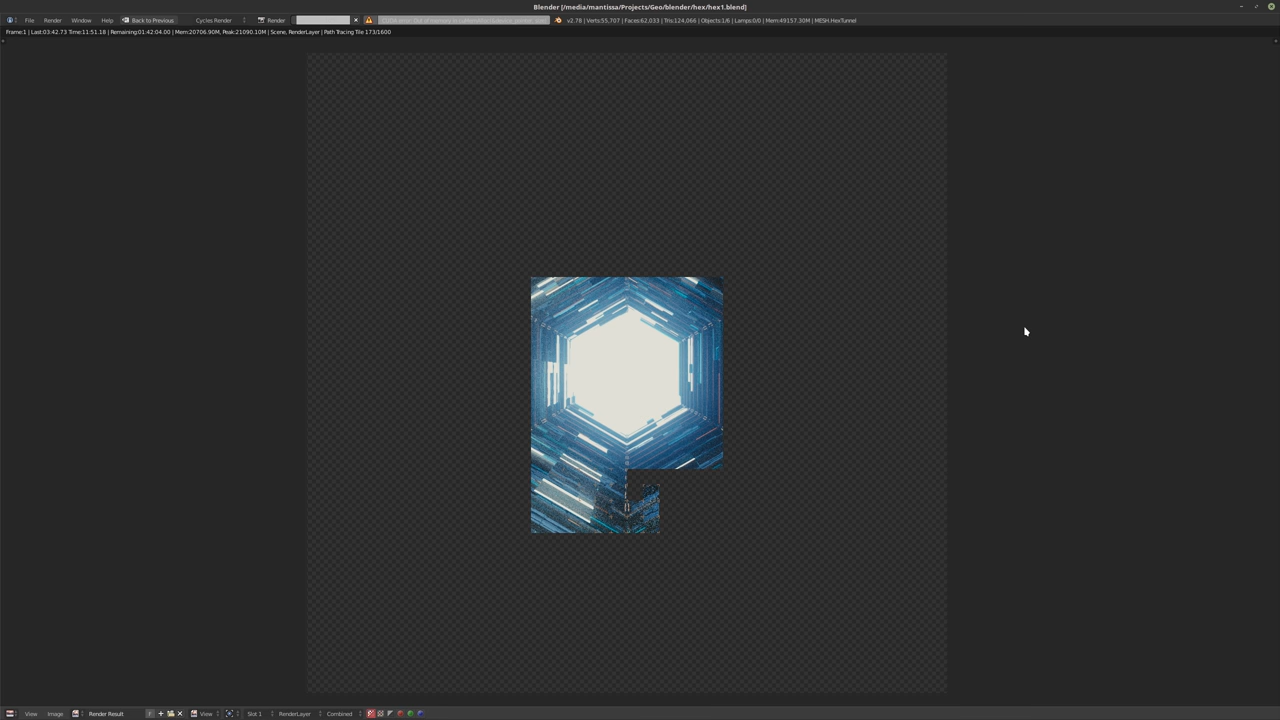 Blender [/media/mantissa/Projects/Geo/blender/hex/hex1.blend]
File Render Window Help Back to Previous Cycles Render Render v2.78 | Verts:55,707 | Faces:62,033 | Tris:124,066 | Objects:1/6 | Lamps:0/0 | Mem:49157.30M | MESH.HexTunnel
Frame:1 | Last:03:42.73 Time:11:51.18 | Remaining:01:42:04.00 | Mem:20706.90M, Peak:21090.10M | Scene, RenderLayer | Path Tracing Tile 173/1600
View Image Render Result F View Slot 1 RenderLayer Combined